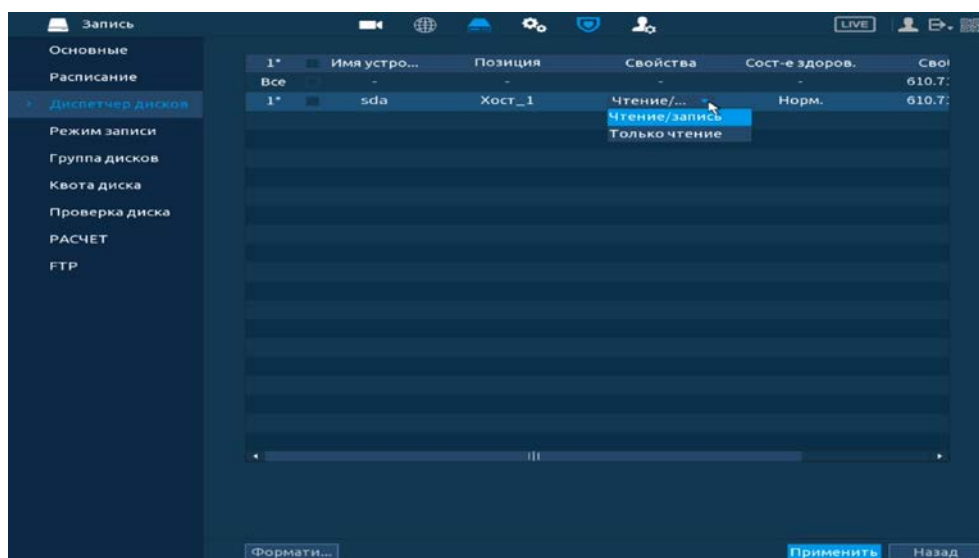 Запись
LIVE
Основные
Расписание
Диспетчер дисков
Режим записи
Группа дисков
Квота диска
Проверка диска
РАСЧЕТ
FTP
1* Имя устро... Позиция Свойства Сост-е здоров. Сво
Все - - - - 610.7
1* sda Хост_1 Чтение/... Норм. 610.7
Чтение/запись
Только чтение
Формати... Применить Назад